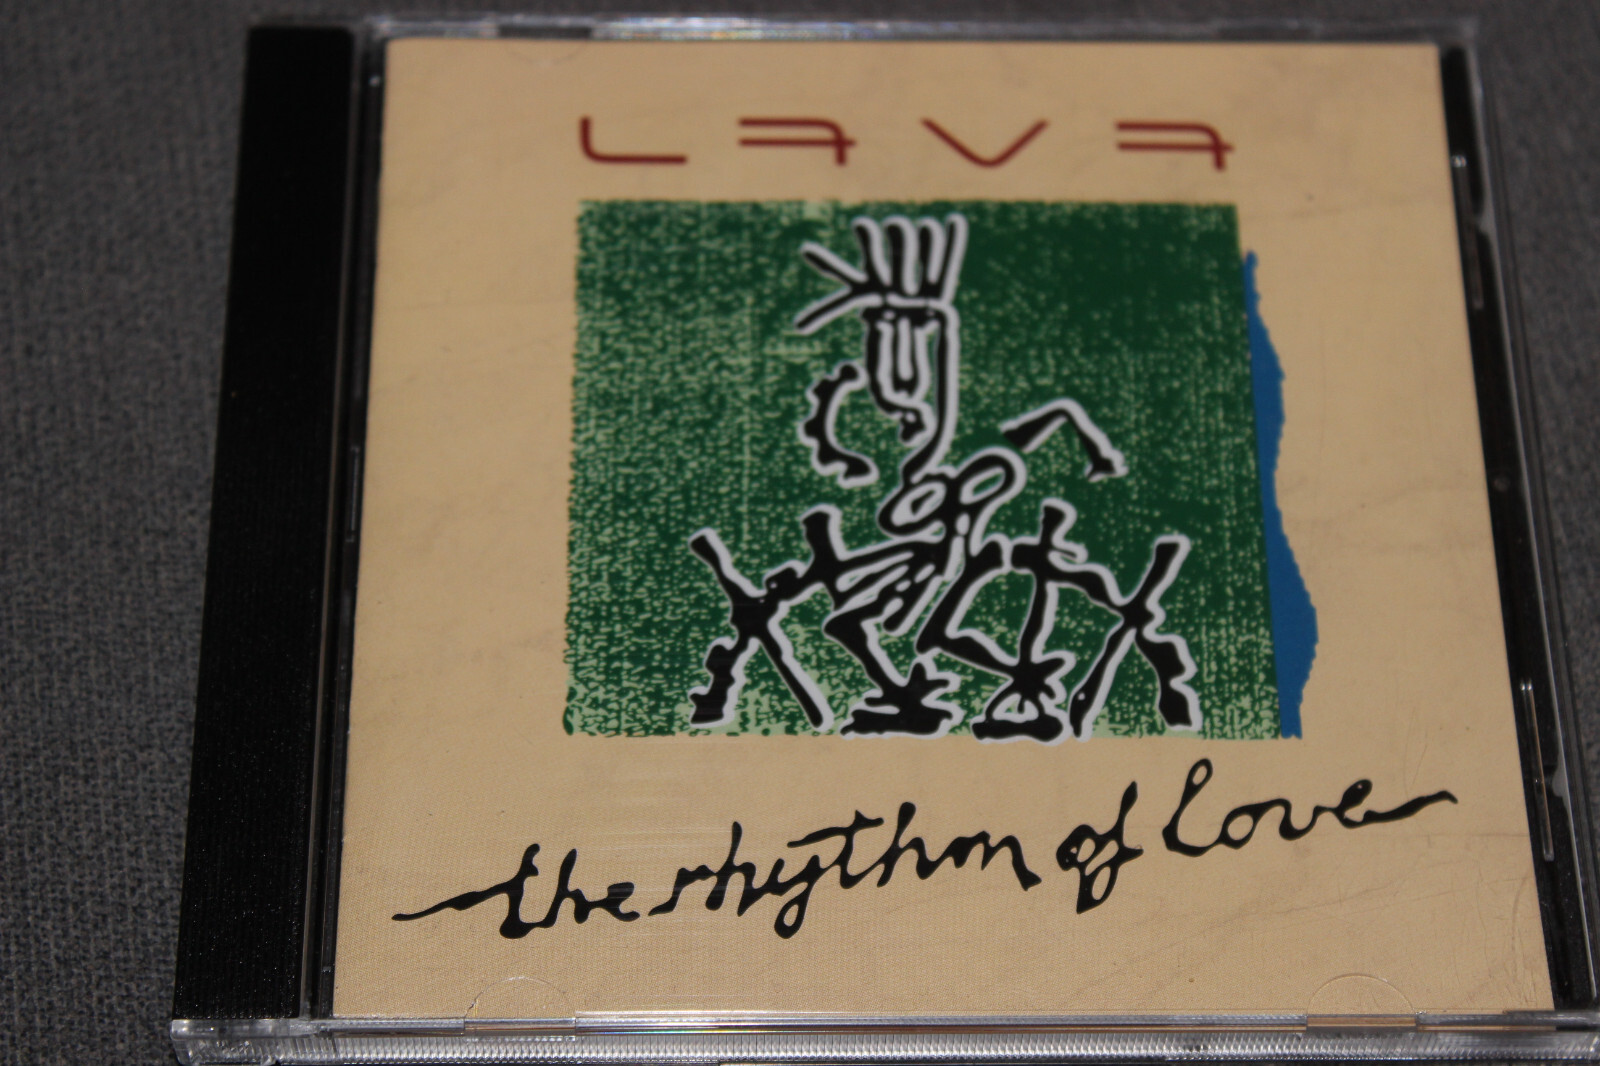 LAVA
the rhythm of love